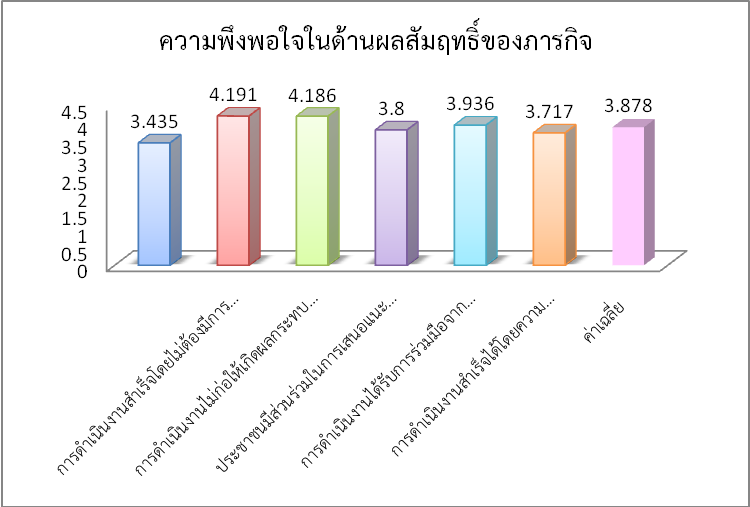 ความพึงพอใจในด้านผลสัมฤทธิ์ของภารกิจ
4.5
4
3.5
3
2.5
2
1.5
1
0.5
0
3.435
4.191
4.186
3.8
3.936
3.717
3.878
การดำเนินงานสำเร็จโดยไม่ต้องมีการ...
การดำเนินงานไม่ก่อให้เกิดผลกระทบ...
ประชาชนมีส่วนร่วมในการเสนอแนะ...
การดำเนินงานได้รับการร่วมมือจาก...
การดำเนินงานสำเร็จได้โดยความ...
ค่าเฉลี่ย